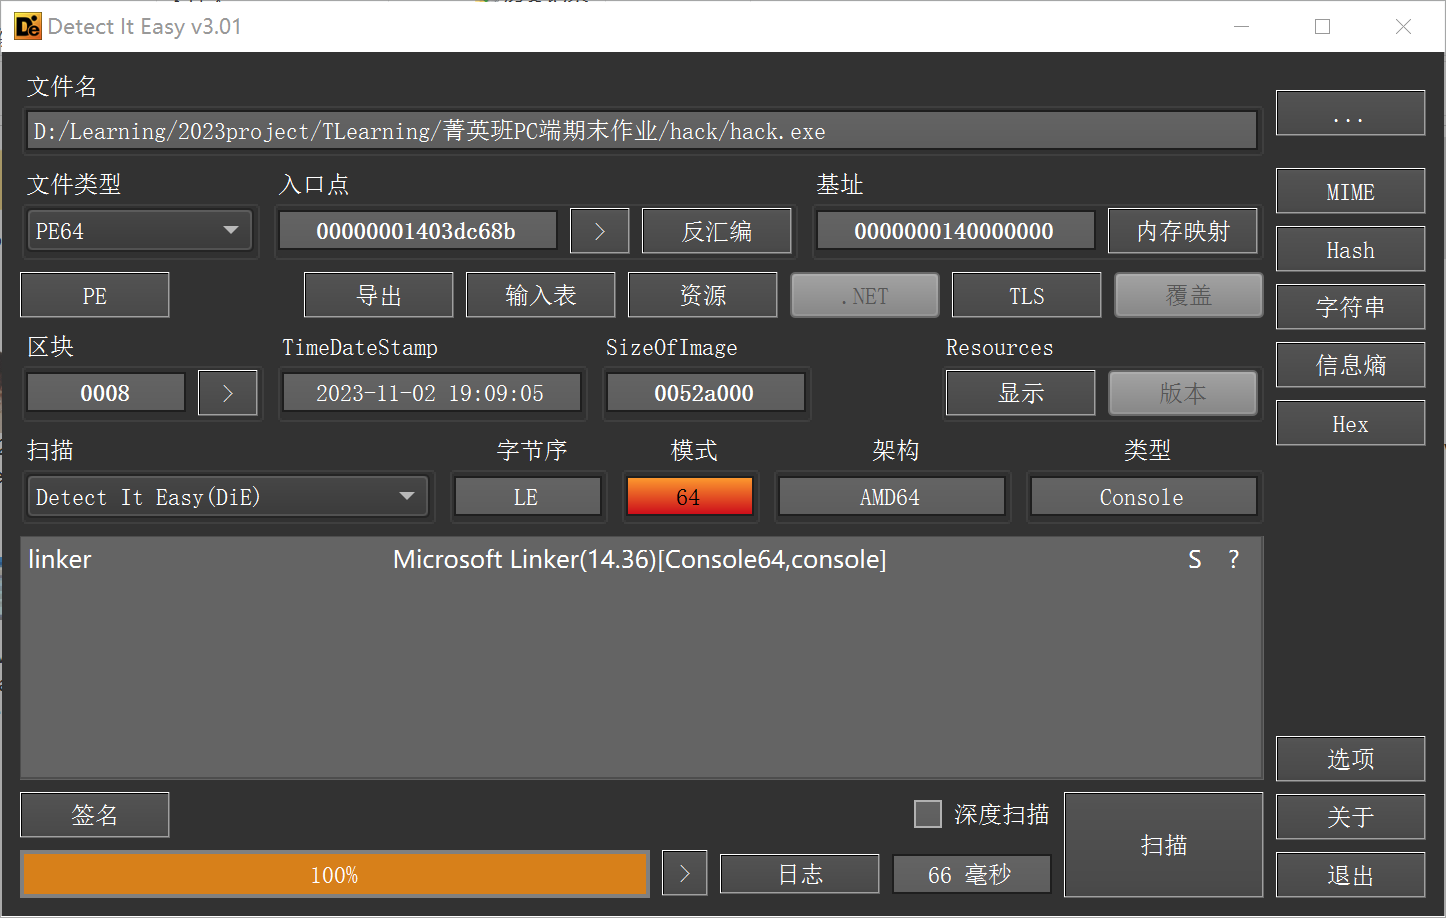 Detect It Easy v3.01
文件名
D:/Learning/2023project/TLearning/菁英班PC端期末作业/hack/hack.exe
...
文件类型 入口点 基址
PE64 00000001403dc68b > 反汇编 0000000140000000 内存映射
MIME
Hash
PE 导出 输入表 资源 .NET TLS 覆盖
字符串
区块 TimeDateStamp SizeOfImage Resources
信息熵
0008 > 2023-11-02 19:09:05 0052a000 显示 版本
Hex
扫描 字节序 模式 架构 类型
Detect It Easy(DiE) LE 64 AMD64 Console
linker Microsoft Linker(14.36)[Console64,console] S ?
选项
签名 深度扫描
关于
扫描
100% > 日志 66 毫秒
退出